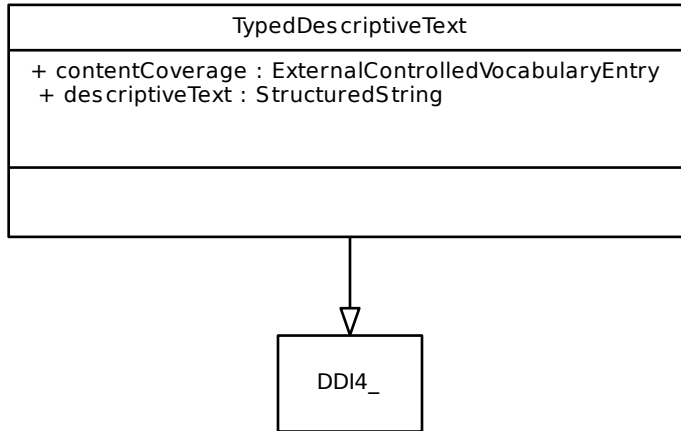 TypedDescriptiveText
+ contentCoverage : ExternalControlledVocabularyEntry
+ descriptiveText : StructuredString
DDI4_